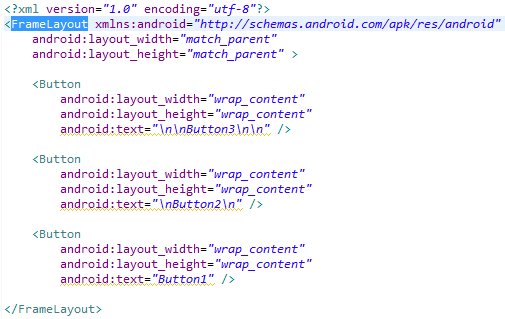 <?xml version="1.0" encoding="utf-8"?>
<FrameLayout xmlns:android="http://schemas.android.com/apk/res/android"
    android:layout_width="match_parent"
    android:layout_height="match_parent" >

    <Button
        android:layout_width="wrap_content"
        android:layout_height="wrap_content"
        android:text="\n\nButton3\n\n" />

    <Button
        android:layout_width="wrap_content"
        android:layout_height="wrap_content"
        android:text="\nButton2\n" />

    <Button
        android:layout_width="wrap_content"
        android:layout_height="wrap_content"
        android:text="Button1" />

</FrameLayout>